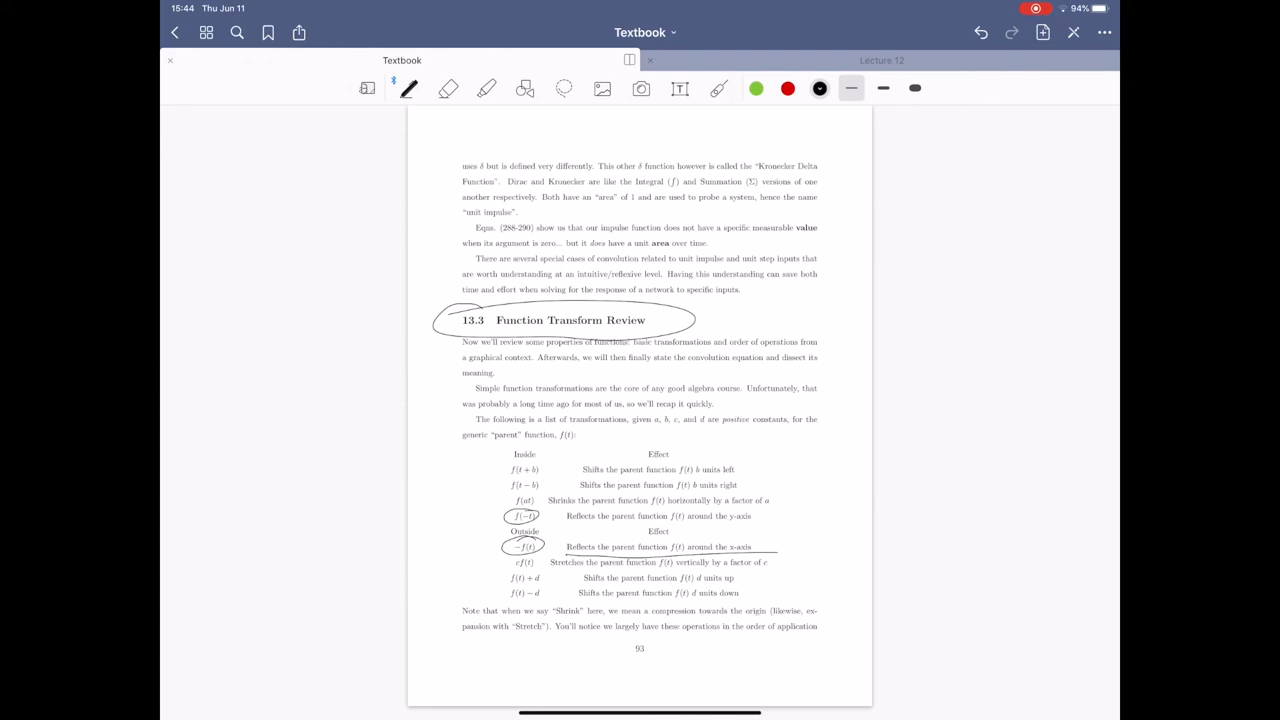 15:44 Thu Jun 11
94%
Textbook
Textbook
Lecture 12
uses δ but is defined very differently. This other δ function however is called the “Kronecker Delta
Function”. Dirac and Kronecker are like the Integral (∫) and Summation (Σ) versions of one
another respectively. Both have an “area” of 1 and are used to probe a system, hence the name
“unit impulse”.
Eqns. (288-290) show us that our impulse function does not have a specific measurable value
when its argument is zero... but it does have a unit area over time.
There are several special cases of convolution related to unit impulse and unit step inputs that
are worth understanding at an intuitive/reflexive level. Having this understanding can save both
time and effort when solving for the response of a network to specific inputs.
13.3 Function Transform Review
Now we’ll review some properties of functions: basic transformations and order of operations from
a graphical context. Afterwards, we will then finally state the convolution equation and dissect its
meaning.
Simple function transformations are the core of any good algebra course. Unfortunately, that
was probably a long time ago for most of us, so we’ll recap it quickly.
The following is a list of transformations, given a, b, c, and d are positive constants, for the
generic “parent” function, f(t):
Inside Effect
f(t + b) Shifts the parent function f(t) b units left
f(t − b) Shifts the parent function f(t) b units right
f(at) Shrinks the parent function f(t) horizontally by a factor of a
f(−t) Reflects the parent function f(t) around the y-axis
Outside Effect
−f(t) Reflects the parent function f(t) around the x-axis
cf(t) Stretches the parent function f(t) vertically by a factor of c
f(t) + d Shifts the parent function f(t) d units up
f(t) − d Shifts the parent function f(t) d units down
Note that when we say “Shrink” here, we mean a compression towards the origin (likewise, ex-
pansion with “Stretch”). You’ll notice we largely have these operations in the order of application
93